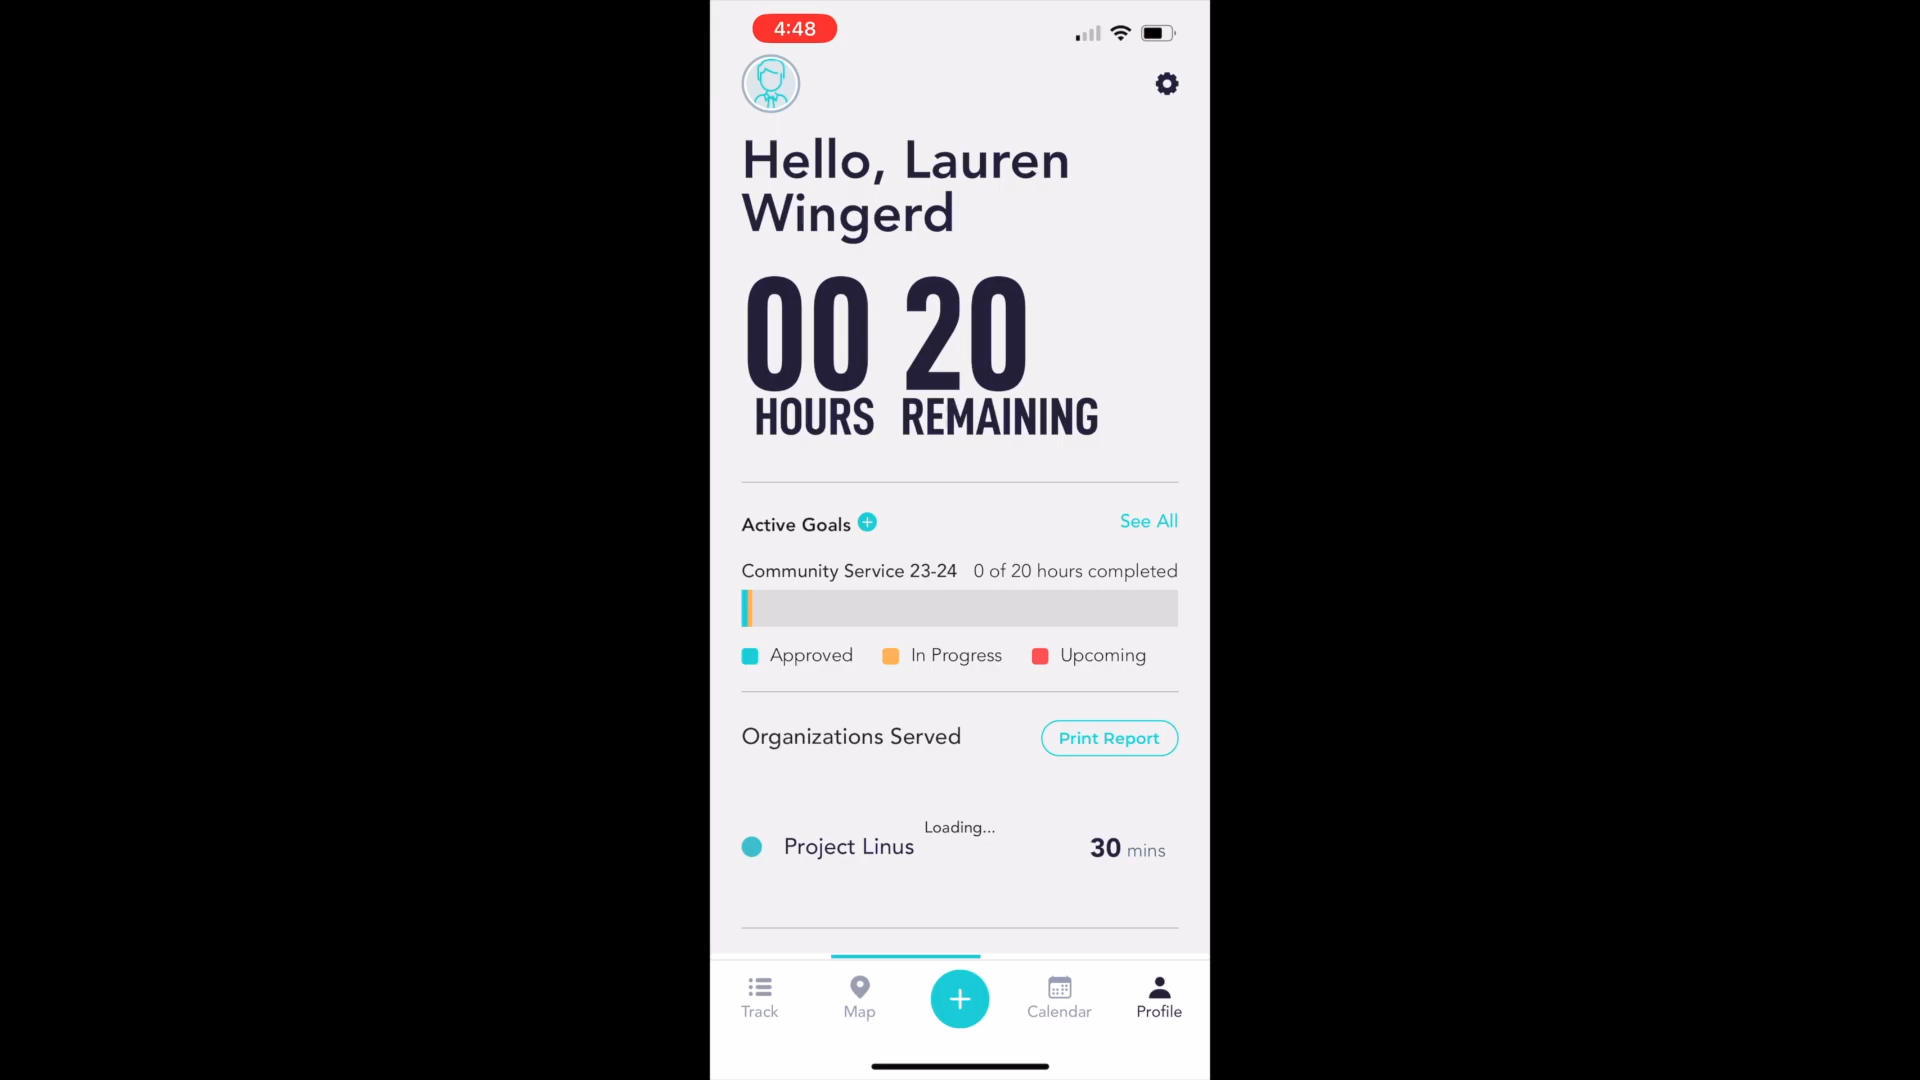 4:48
Hello, Lauren
Wingerd
00 20
HOURS REMAINING
Active Goals
See All
Community Service 23-24 0 of 20 hours completed
Approved In Progress Upcoming
Organizations Served
Print Report
Loading...
Project Linus 30 mins
Track Map Calendar Profile